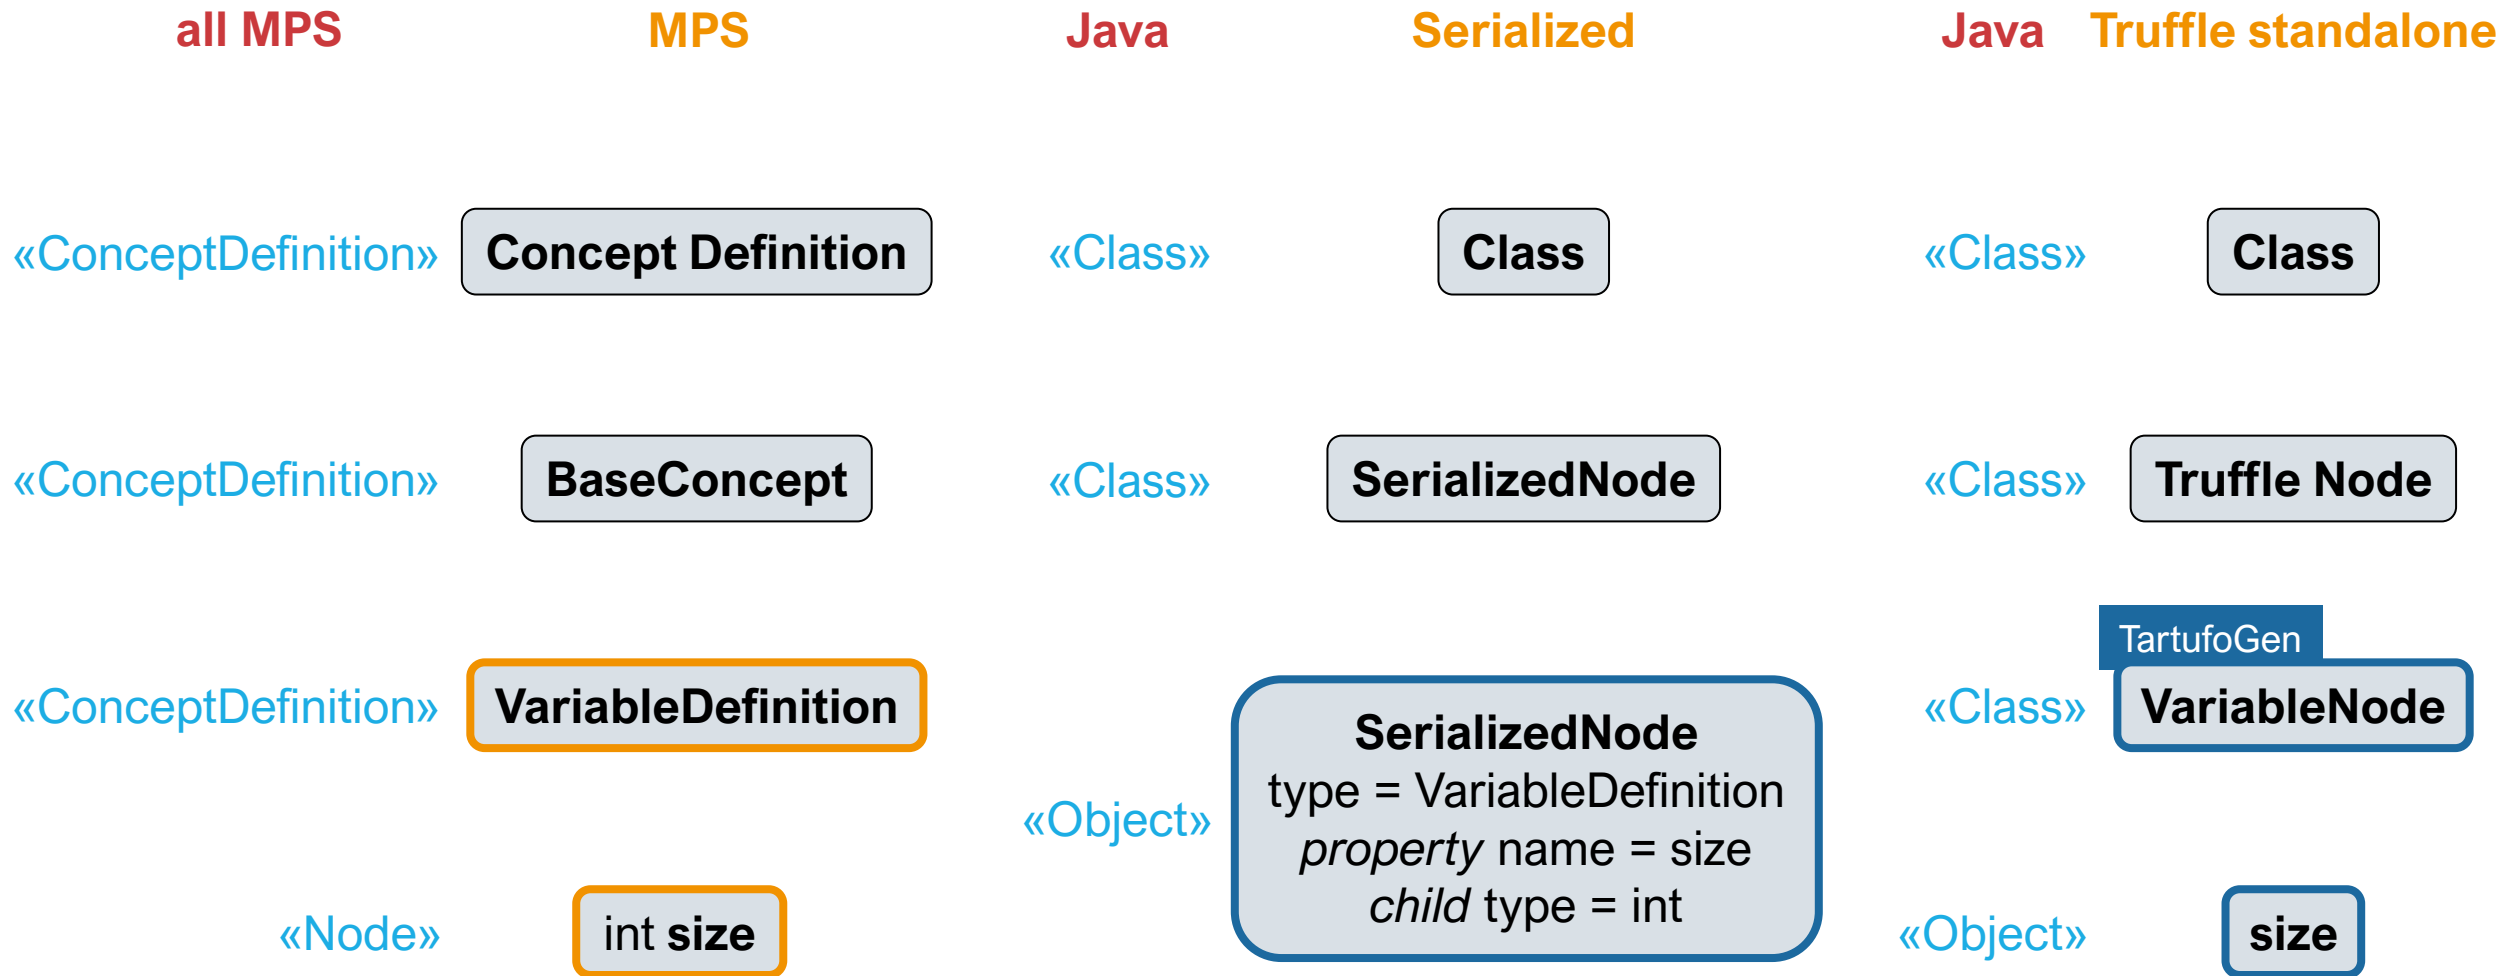 all MPS MPS Java Serialized Java Truffle standalone
«ConceptDefinition» Concept Definition «Class» Class «Class» Class
«ConceptDefinition» BaseConcept «Class» SerializedNode «Class» Truffle Node
TartufoGen
«ConceptDefinition» VariableDefinition «Class» VariableNode
SerializedNode
type = VariableDefinition
«Object»
property name = size
child type = int
«Node» int size «Object» size